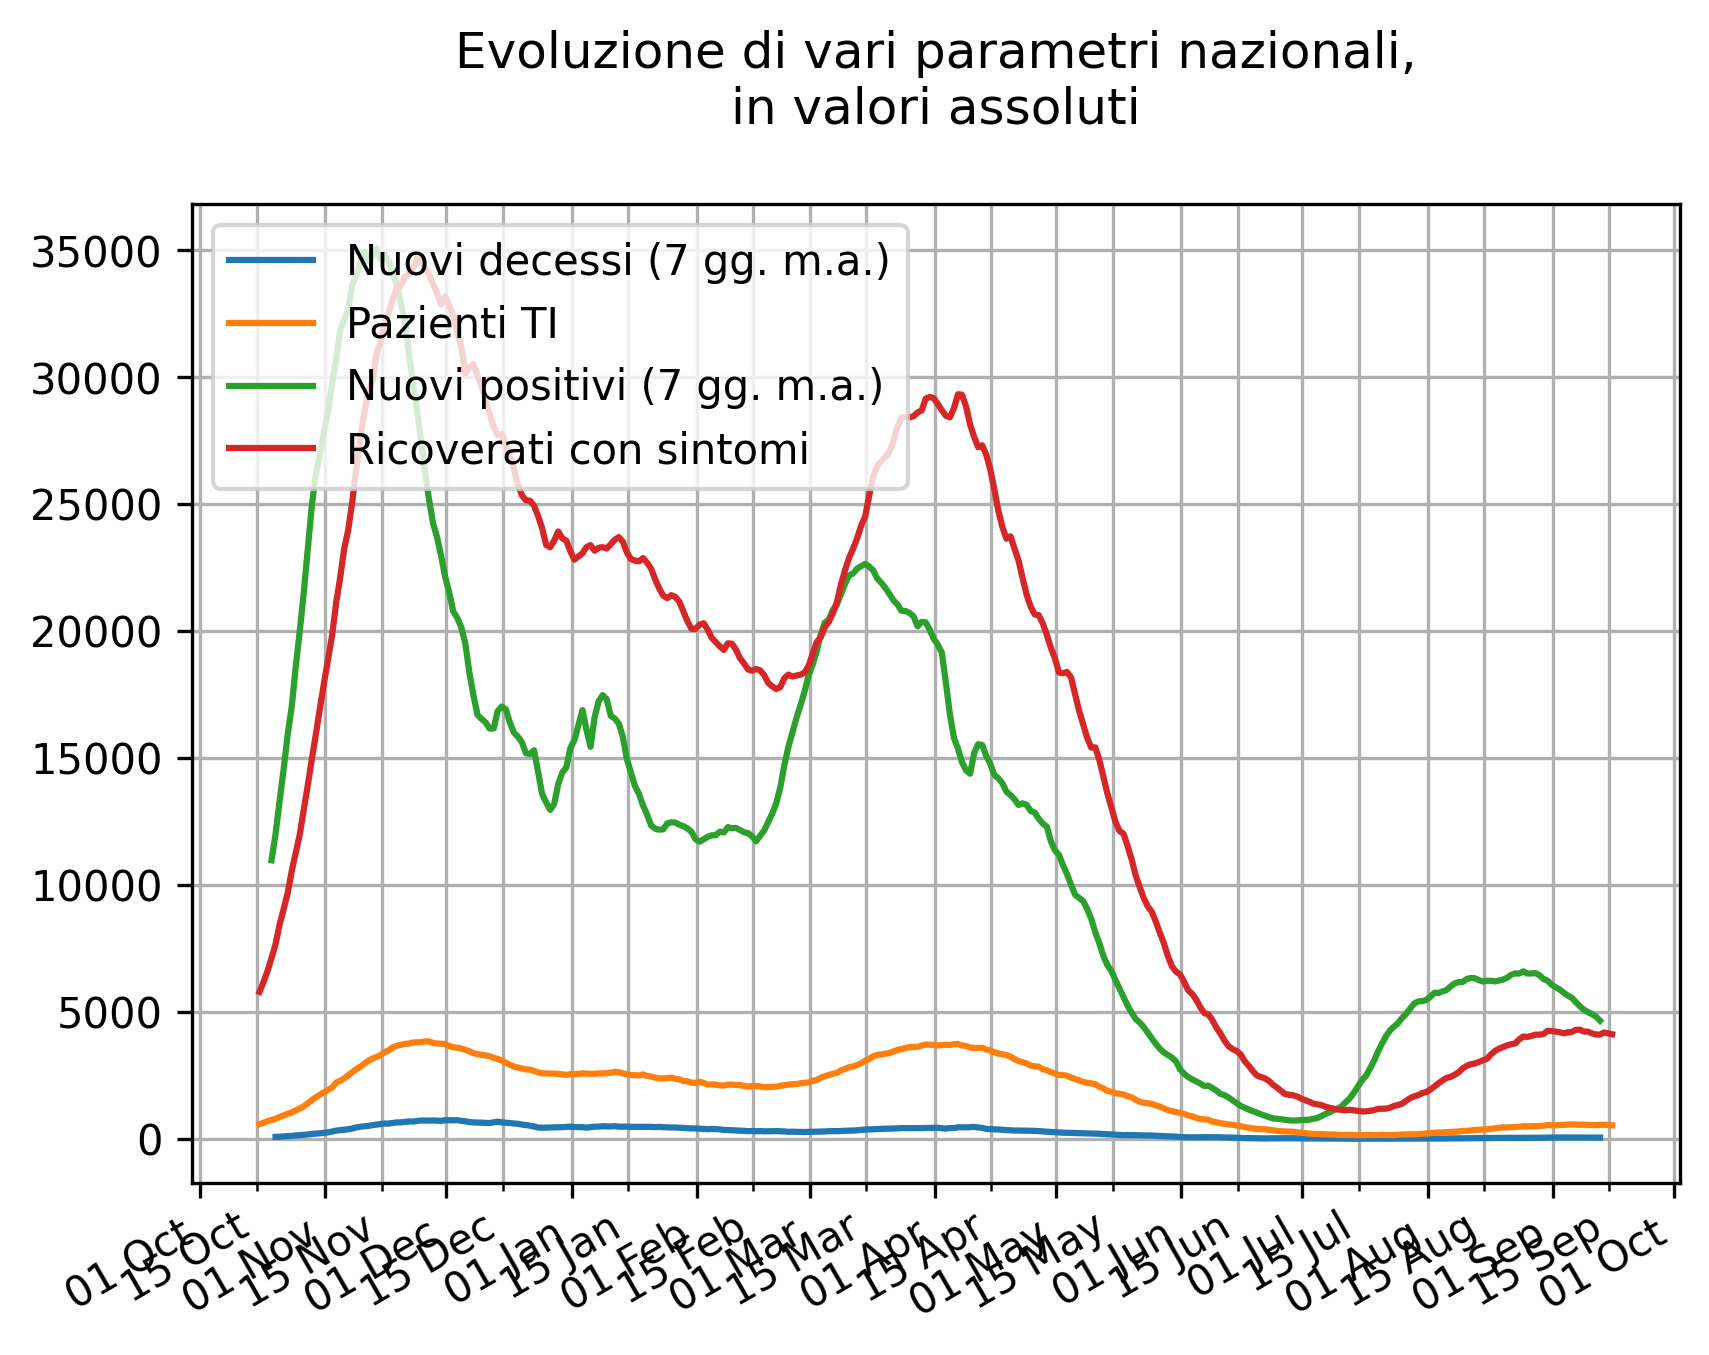 Evoluzione di vari parametri nazionali,
in valori assoluti
35000
30000
25000
20000
15000
10000
5000
0
Nuovi decessi (7 gg. m.a.)
Pazienti TI
Nuovi positivi (7 gg. m.a.)
Ricoverati con sintomi
01 Oct
15 Oct
01 Nov
15 Nov
01 Dec
15 Dec
01 Jan
15 Jan
01 Feb
15 Feb
01 Mar
15 Mar
01 Apr
15 Apr
01 May
15 May
01 Jun
15 Jun
01 Jul
15 Jul
01 Aug
15 Aug
01 Sep
15 Sep
01 Oct